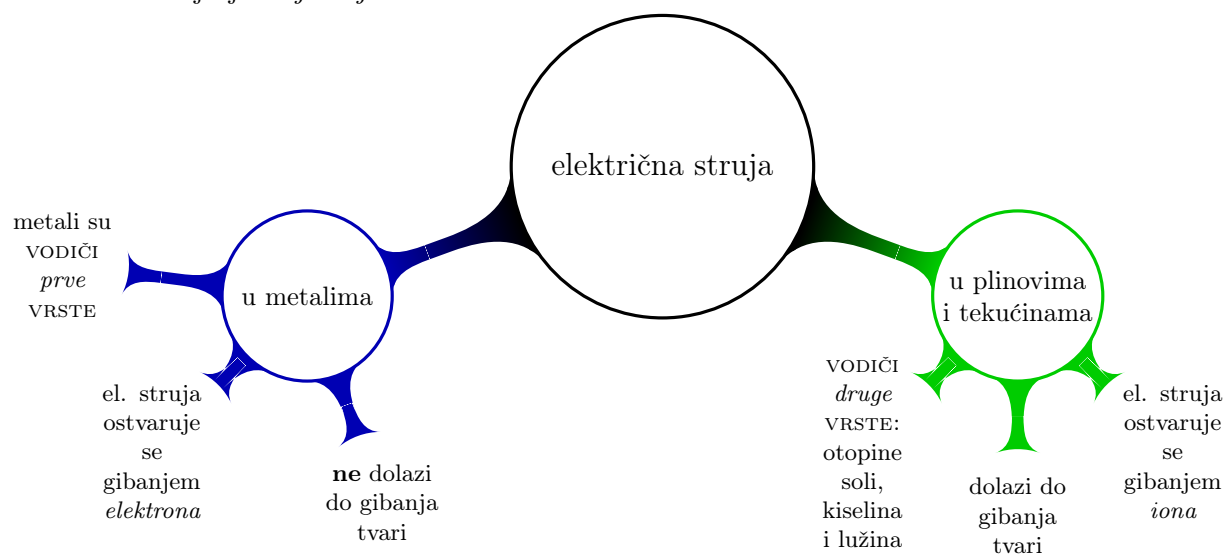 električna struja
metali su
VODIČI
prve
VRSTE
u metalima
el. struja
ostvaruje
se
gibanjem
elektrona
ne dolazi
do gibanja
tvari
u plinovima
i tekućinama
VODIČI
druge
VRSTE:
otopine
soli,
kiselina
i lužina
dolazi do
gibanja
tvari
el. struja
ostvaruje
se
gibanjem
iona